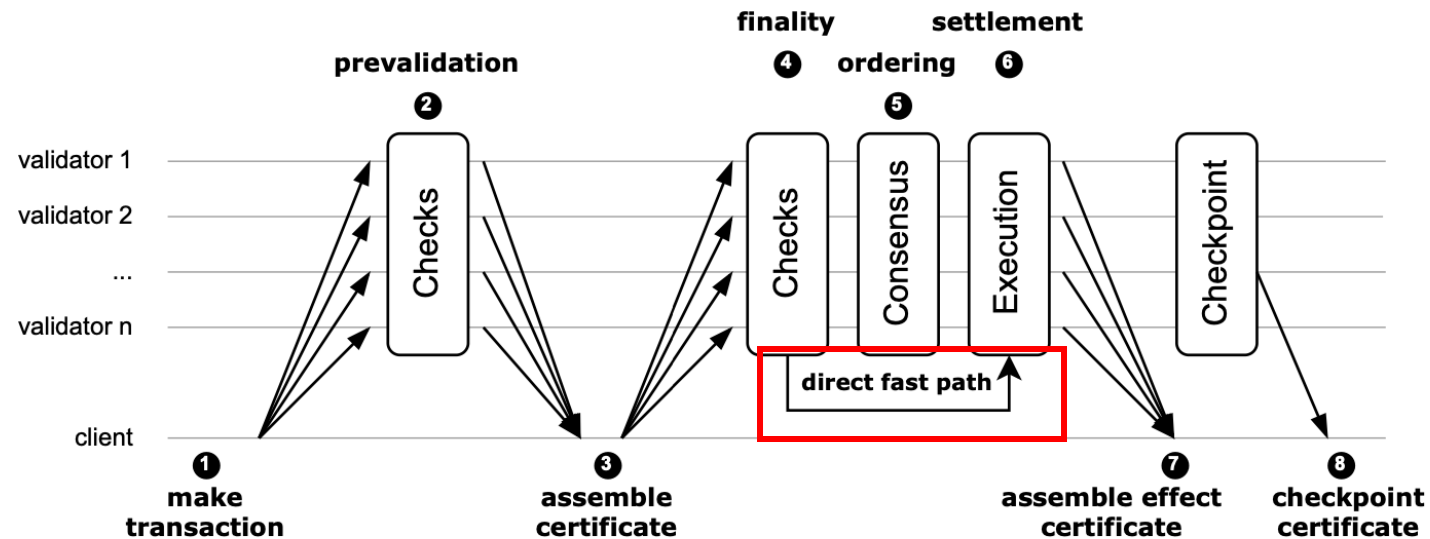 finality
settlement
prevalidation
4
ordering
6
2
5
validator 1
validator 2
...
validator n
client
Checks
Checks
Consensus
Execution
Checkpoint
direct fast path
1
make
transaction
3
assemble
certificate
7
assemble effect
certificate
8
checkpoint
certificate